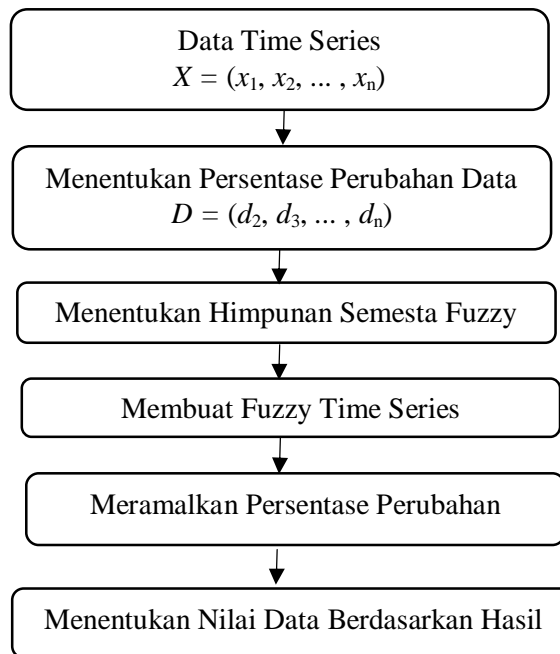 Data Time Series
X = (x1, x2, ... , xn)
Menentukan Persentase Perubahan Data
D = (d2, d3, ... , dn)
Menentukan Himpunan Semesta Fuzzy
Membuat Fuzzy Time Series
Meramalkan Persentase Perubahan
Menentukan Nilai Data Berdasarkan Hasil